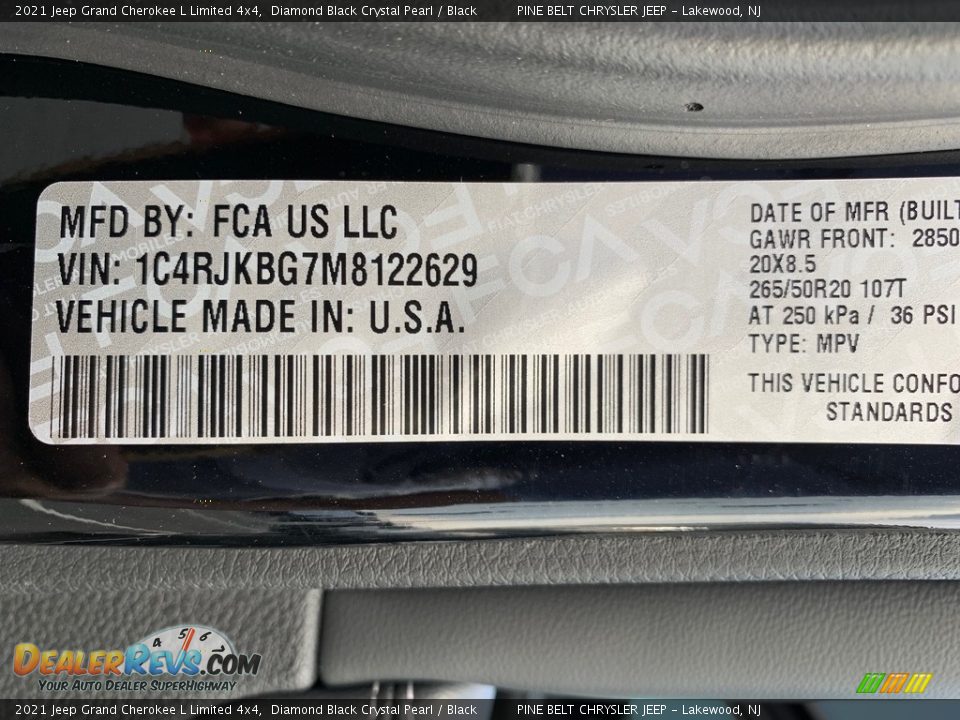 2021 Jeep Grand Cherokee L Limited 4x4, Diamond Black Crystal Pearl / Black PINE BELT CHRYSLER JEEP – Lakewood, NJ
MFD BY: FCA US LLC
VIN: 1C4RJKBG7M8122629
VEHICLE MADE IN: U.S.A.
DATE OF MFR (BUILT
GAWR FRONT: 2850
20X8.5
265/50R20 107T
AT 250 kPa / 36 PSI
TYPE: MPV
THIS VEHICLE CONFO
STANDARDS
4 5 6
DEALERREVS.COM
YOUR AUTO DEALER SUPERHIGHWAY
2021 Jeep Grand Cherokee L Limited 4x4, Diamond Black Crystal Pearl / Black PINE BELT CHRYSLER JEEP – Lakewood, NJ